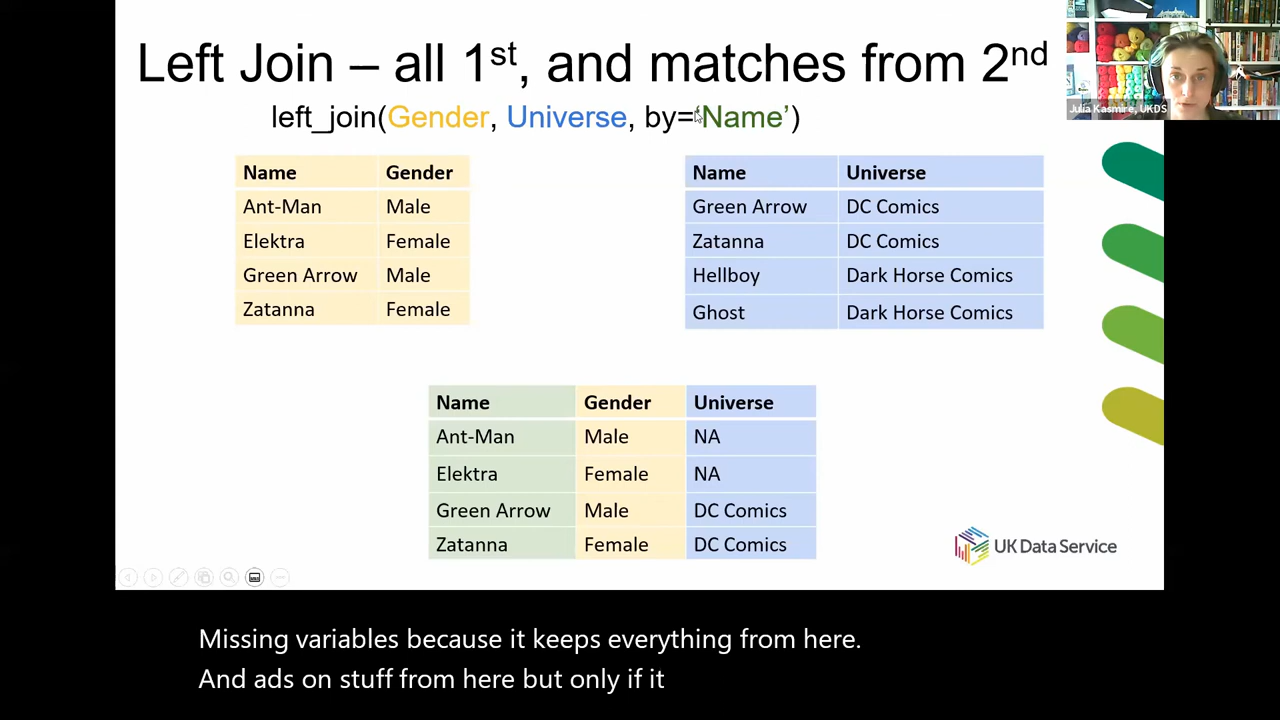 Left Join – all 1st, and matches from 2nd
left_join(Gender, Universe, by=‘Name’)
Julia Kasmire, UKDS
Name Gender
Ant-Man Male
Elektra Female
Green Arrow Male
Zatanna Female
Name Universe
Green Arrow DC Comics
Zatanna DC Comics
Hellboy Dark Horse Comics
Ghost Dark Horse Comics
Name Gender Universe
Ant-Man Male NA
Elektra Female NA
Green Arrow Male DC Comics
Zatanna Female DC Comics
UK Data Service
Missing variables because it keeps everything from here.
And ads on stuff from here but only if it